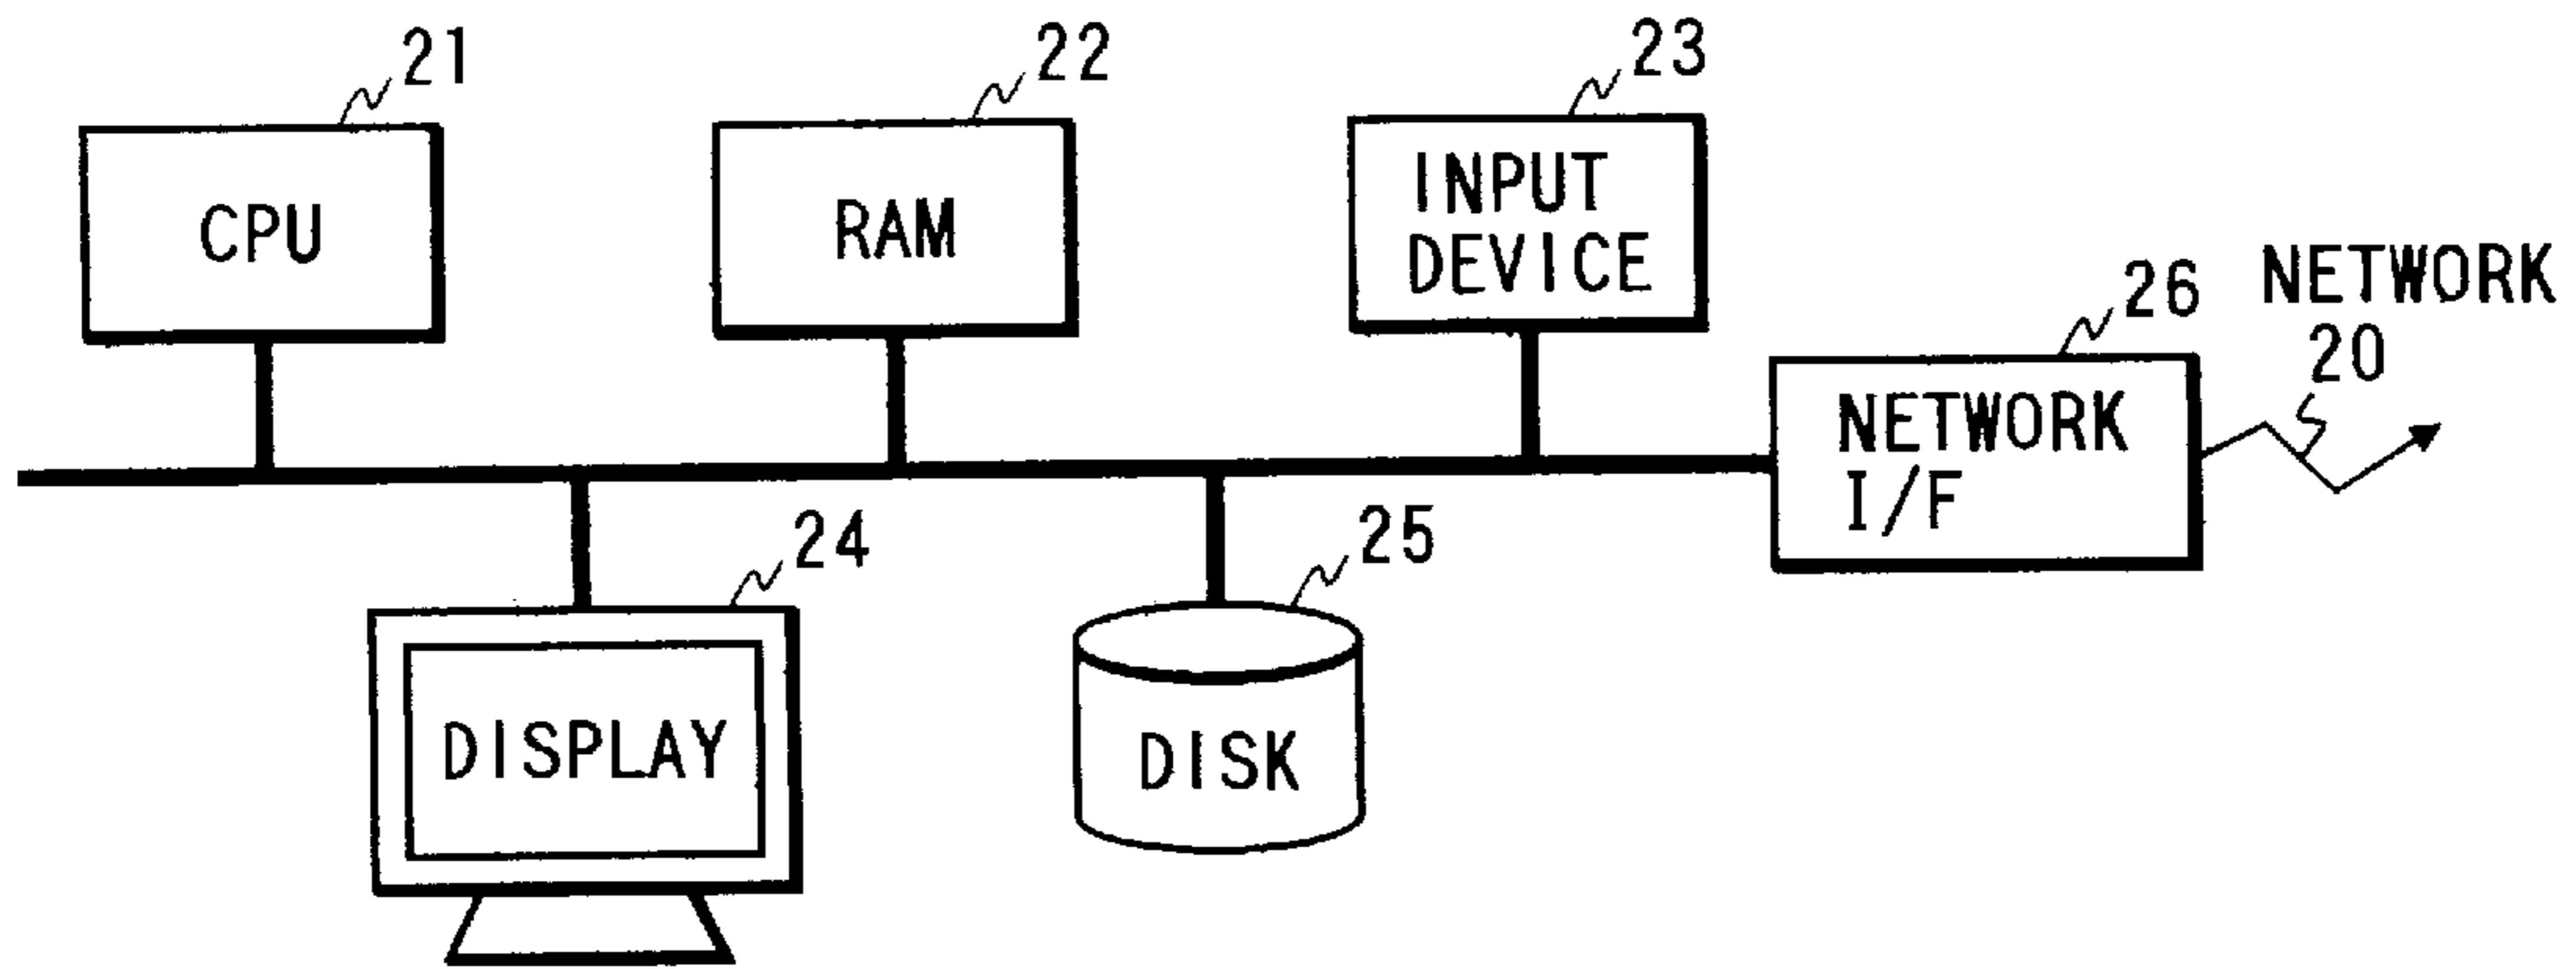 21
CPU
22
RAM
23
INPUT
DEVICE
26
NETWORK
I/F
NETWORK
20
24
DISPLAY
25
DISK